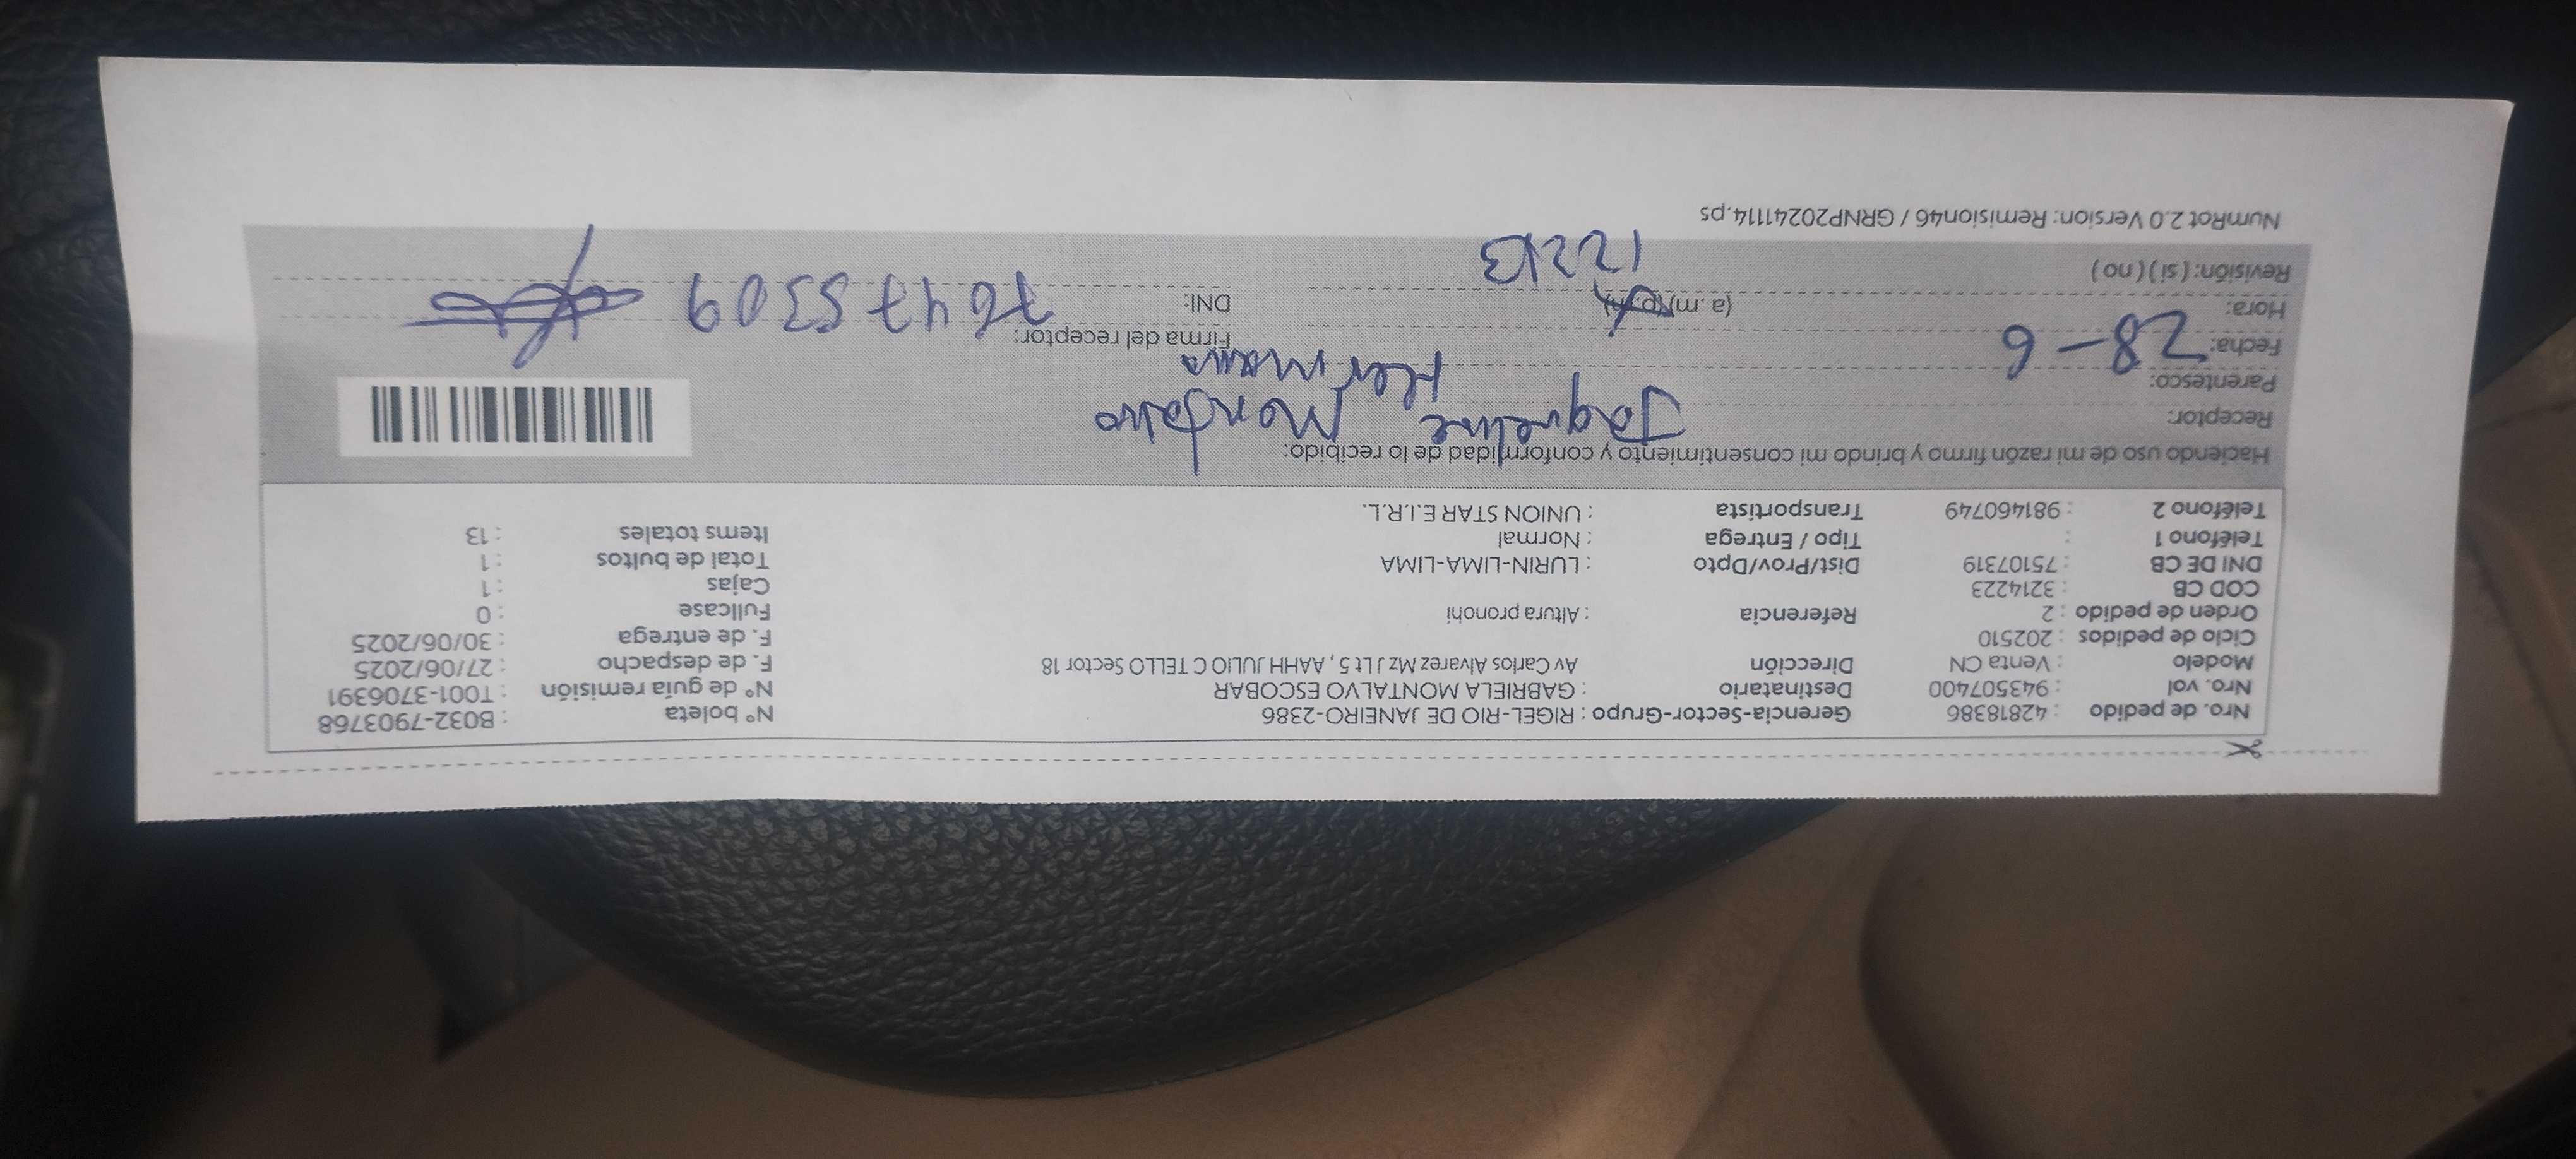 Nro. de pedido : 42818386 Gerencia-Sector-Grupo : RIGEL-RIO DE JANEIRO-2386 N° boleta : B032-7903768
Nro. vol : 943507400 Destinatario : GABRIELA MONTALVO ESCOBAR N° de guía remisión : T001-3706391
Modelo : Venta CN Dirección Av Carlos Alvarez Mz J Lt 5 , AAHH JULIO C TELLO Sector 18 F. de despacho : 27/06/2025
Ciclo de pedidos : 202510 F. de entrega : 30/06/2025
Orden de pedido : 2 Referencia : Altura pronohi Fullcase : 0
COD CB : 3214223 Cajas : 1
DNI DE CB : 75107319 Dist/Prov/Dpto : LURIN-LIMA-LIMA Total de bultos : 1
Teléfono 1 : Tipo / Entrega : Normal Items totales : 13
Teléfono 2 : 981460749 Transportista : UNION STAR E.I.R.L.
Haciendo uso de mi razón firmo y brindo mi consentimiento y conformidad de lo recibido:
Receptor: Jaqueline Montalvo
Parentesco: Hermana
Fecha: 28-6 Firma del receptor:
Hora: (a.m)(p.m) DNI: 76475309
Revisión: ( si ) ( no )
NumRot 2.0 Version: Remision46 / GRNP20241114.ps